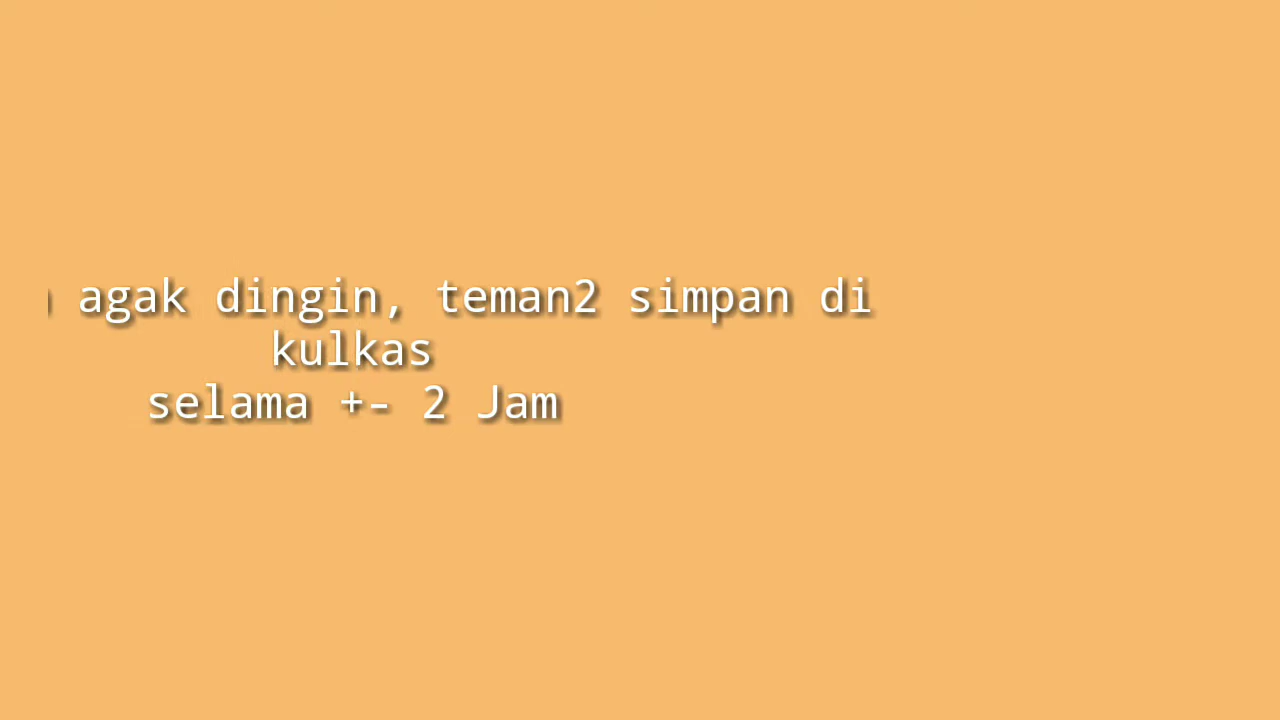 agak dingin, teman2 simpan di
kulkas
selama +- 2 Jam